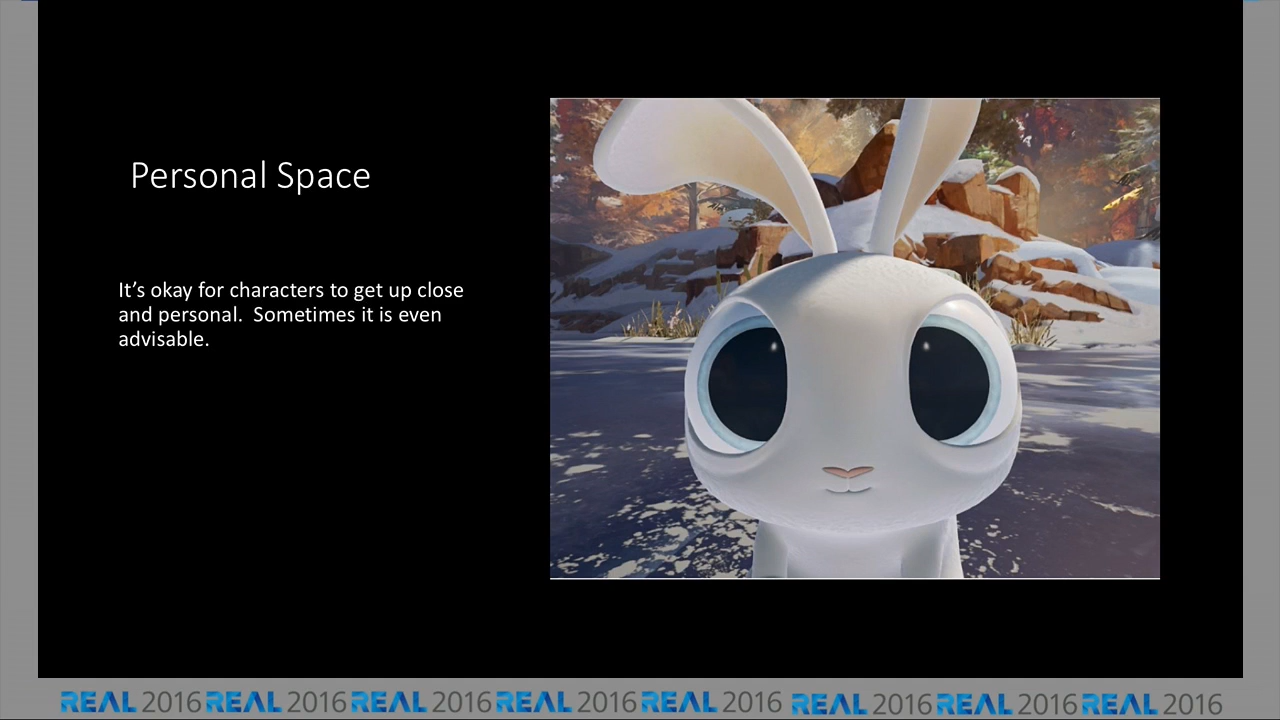 Personal Space
It’s okay for characters to get up close
and personal.  Sometimes it is even
advisable.
REAL 2016 REAL 2016 REAL 2016 REAL 2016 REAL 2016 REAL 2016 REAL 2016 REAL 2016